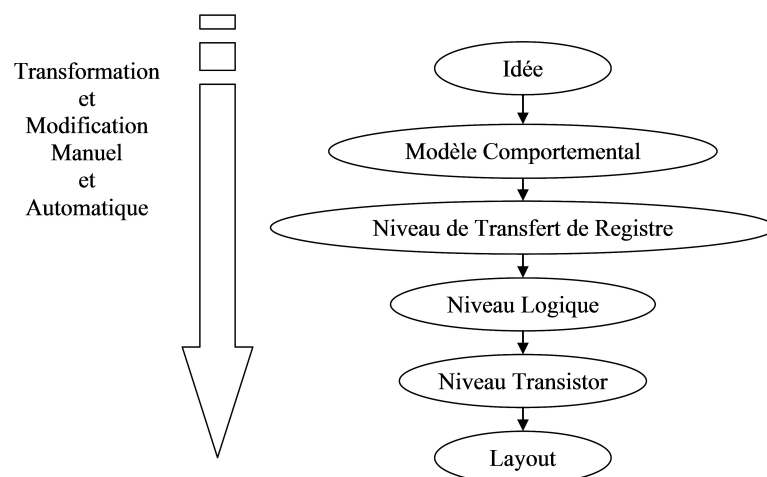 Transformation
et
Modification
Manuel
et
Automatique
Idée
Modèle Comportemental
Niveau de Transfert de Registre
Niveau Logique
Niveau Transistor
Layout